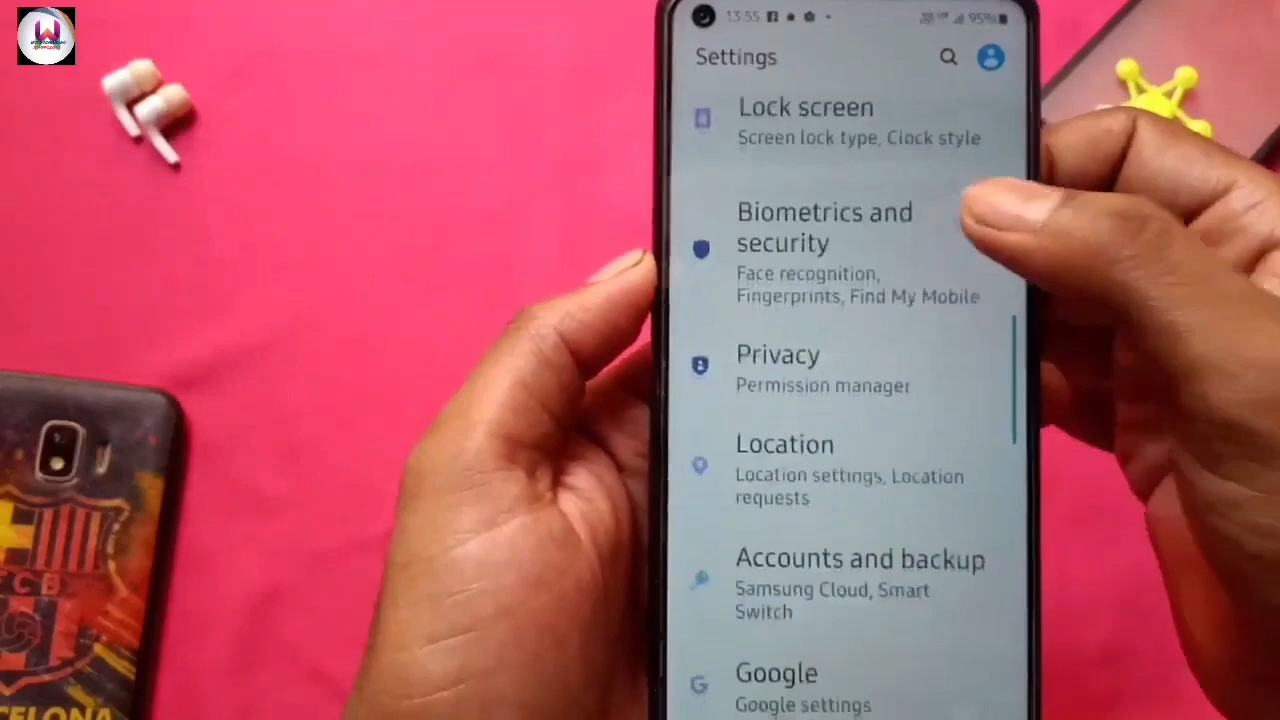 13:55
95%
Settings
Lock screen
Screen lock type, Clock style
Biometrics and
security
Face recognition,
Fingerprints, Find My Mobile
Privacy
Permission manager
Location
Location settings, Location
requests
Accounts and backup
Samsung Cloud, Smart
Switch
Google
Google settings
FCB
CELONA